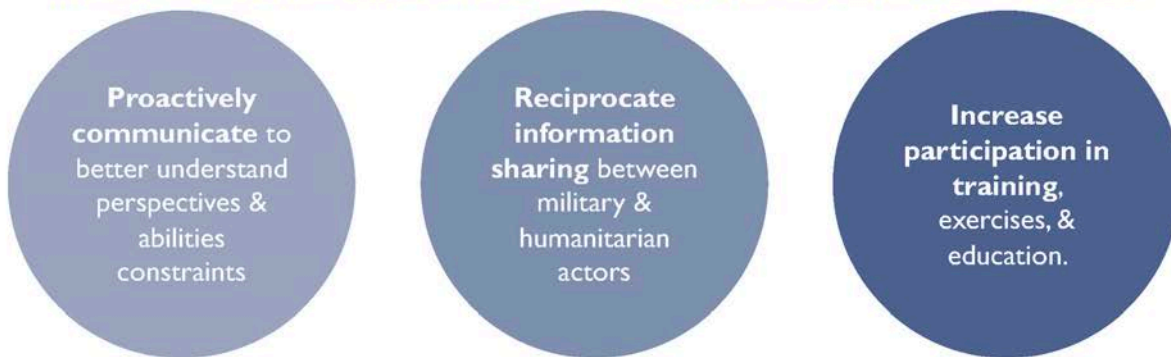 Proactively
communicate to
better understand
perspectives &
abilities
constraints
Reciprocate
information
sharing between
military &
humanitarian
actors
Increase
participation in
training,
exercises, &
education.